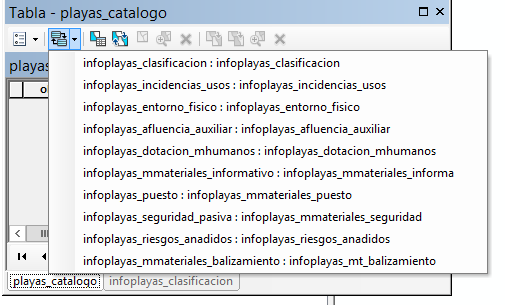 Tabla - playas_catalogo
playas
o
infoplayas_clasificacion : infoplayas_clasificacion
infoplayas_incidencias_usos : infoplayas_incidencias_usos
infoplayas_entorno_fisico : infoplayas_entorno_fisico
infoplayas_afluencia_auxiliar : infoplayas_afluencia_auxiliar
infoplayas_dotacion_mhumanos : infoplayas_dotacion_mhumanos
infoplayas_mmateriales_informativo : infoplayas_mmateriales_informa
infoplayas_puesto : infoplayas_mmateriales_puesto
infoplayas_seguridad_pasiva : infoplayas_mmateriales_seguridad
infoplayas_riesgos_anadidos : infoplayas_riesgos_anadidos
infoplayas_mmateriales_balizamiento : infoplayas_mt_balizamiento
playas_catalogo infoplayas_clasificacion